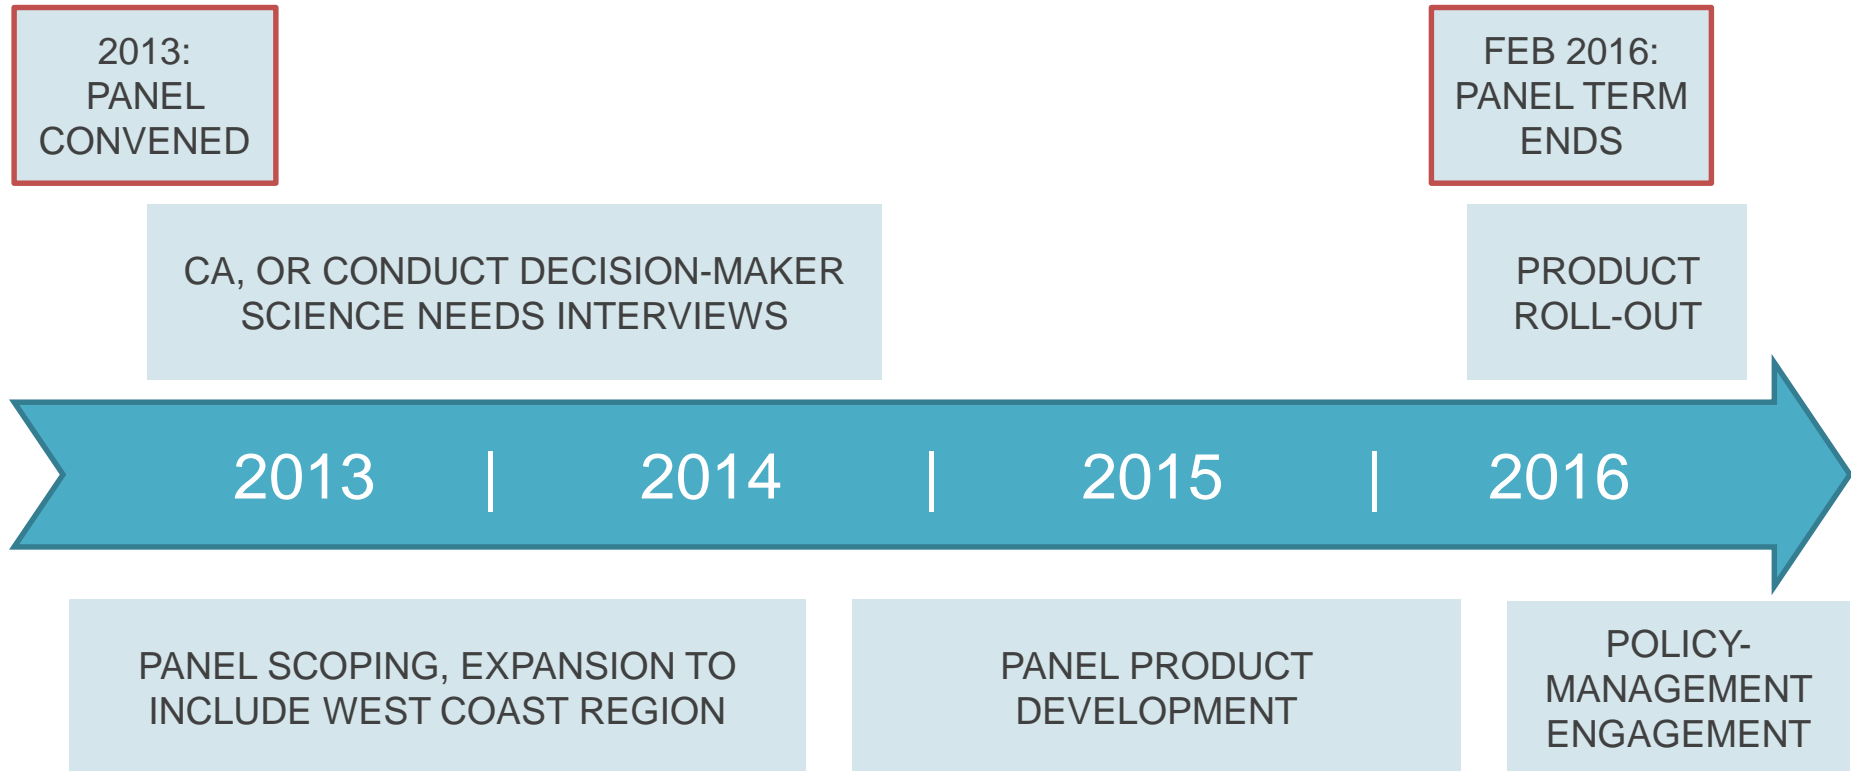 2013:
PANEL
CONVENED
FEB 2016:
PANEL TERM
ENDS
CA, OR CONDUCT DECISION-MAKER
SCIENCE NEEDS INTERVIEWS
PRODUCT
ROLL-OUT
2013 | 2014 | 2015 | 2016
PANEL SCOPING, EXPANSION TO
INCLUDE WEST COAST REGION
PANEL PRODUCT
DEVELOPMENT
POLICY-
MANAGEMENT
ENGAGEMENT